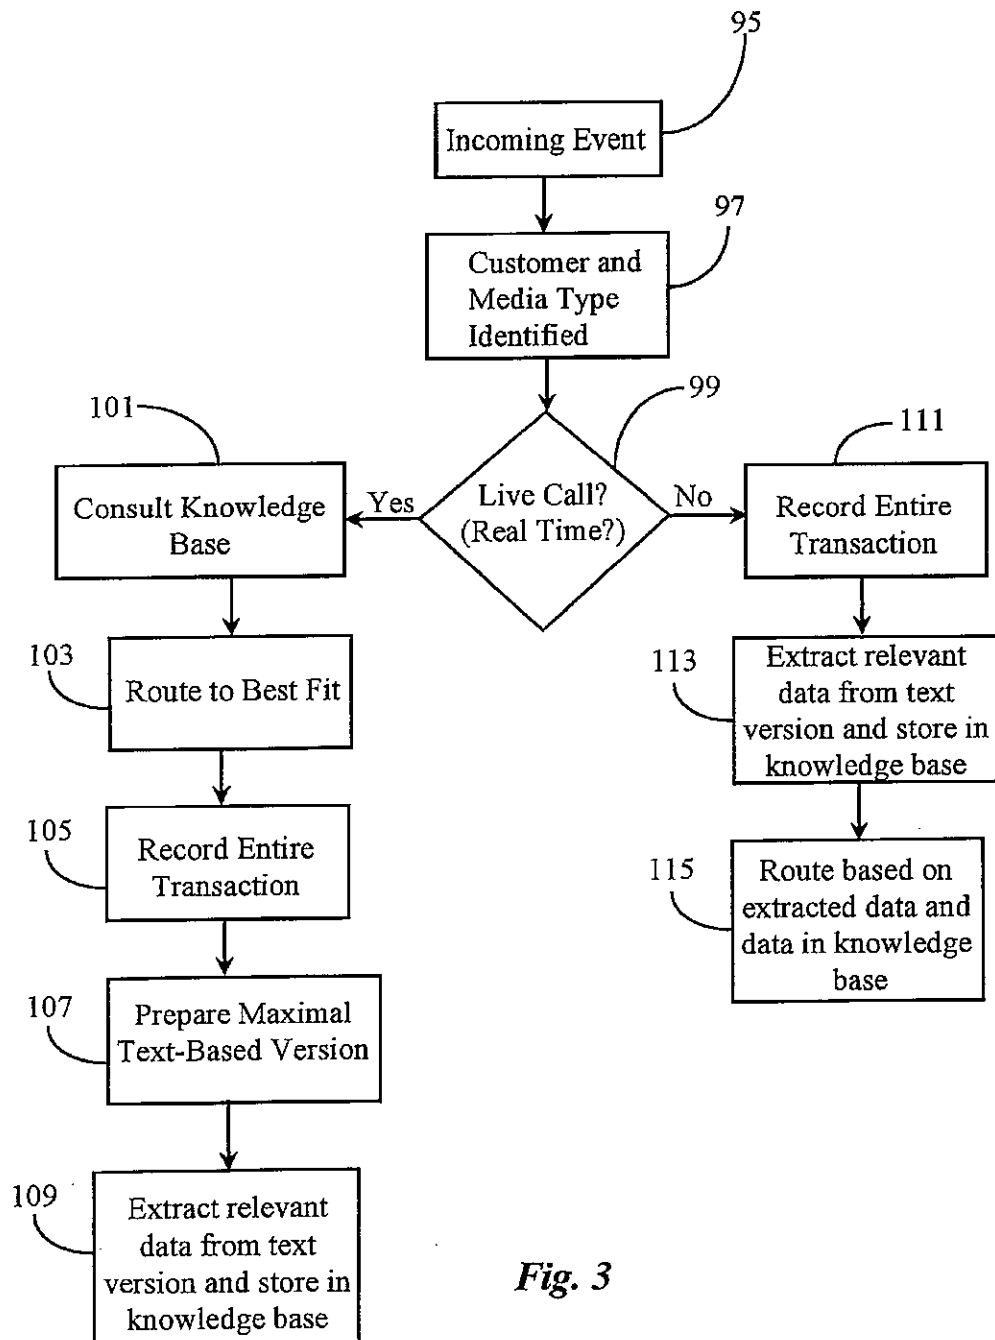 95
Incoming Event
97
Customer and
Media Type
Identified
99
101
111
Consult Knowledge
Base
Yes
Live Call?
(Real Time?)
No
Record Entire
Transaction
103
Route to Best Fit
113
Extract relevant
data from text
version and store in
knowledge base
105
Record Entire
Transaction
115
Route based on
extracted data and
data in knowledge
base
107
Prepare Maximal
Text-Based Version
109
Extract relevant
data from text
version and store in
knowledge base
Fig. 3